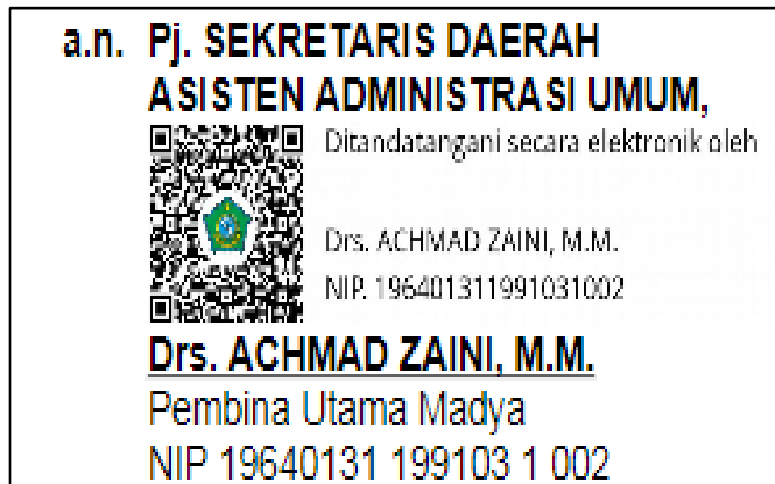 a.n. Pj. SEKRETARIS DAERAH
ASISTEN ADMINISTRASI UMUM,
Ditandatangani secara elektronik oleh
Drs. ACHMAD ZAINI, M.M.
NIP. 196401311991031002
Drs. ACHMAD ZAINI, M.M.
Pembina Utama Madya
NIP 19640131 199103 1 002